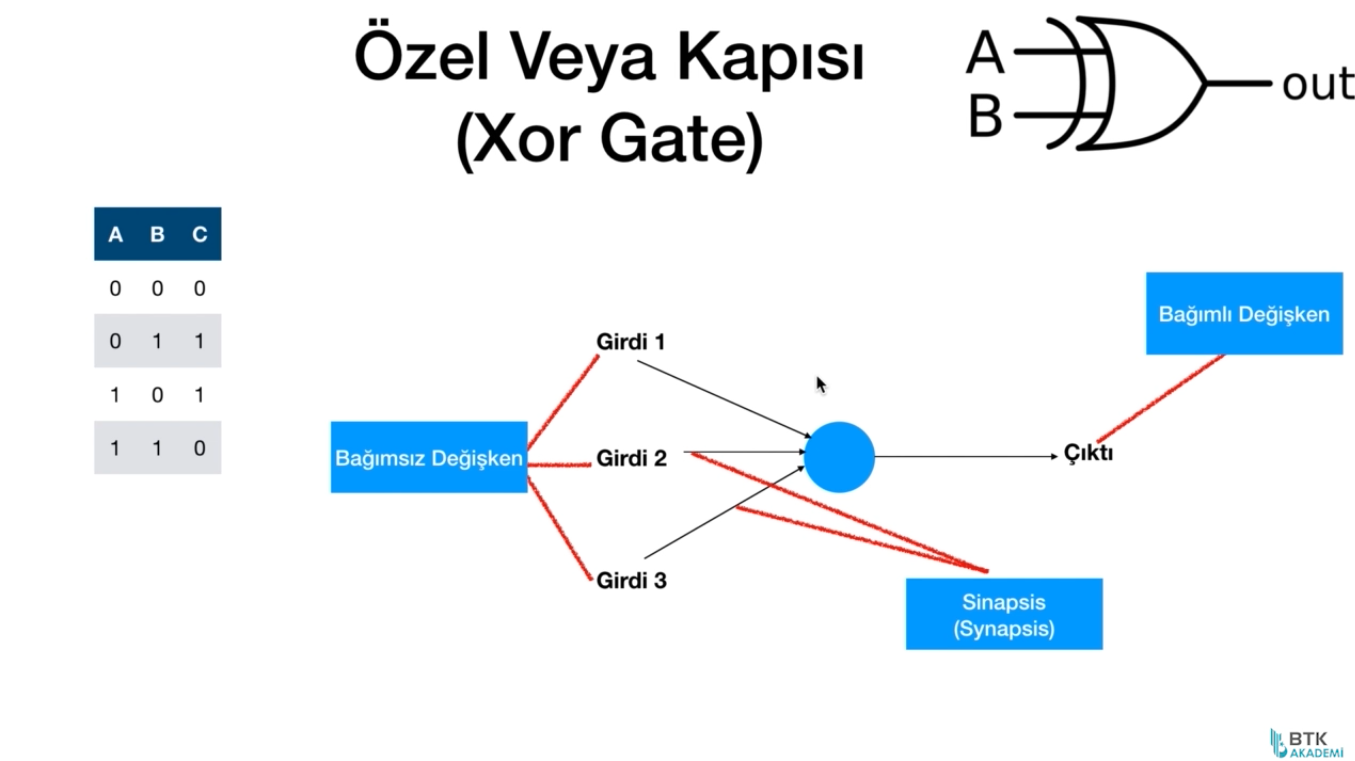 Özel Veya Kapısı
(Xor Gate)
A
B
out
A B C
0 0 0
0 1 1
1 0 1
1 1 0
Bağımsız Değişken
Girdi 1
Girdi 2
Girdi 3
Bağımlı Değişken
Çıktı
Sinapsis
(Synapsis)
BTK
AKADEMİ